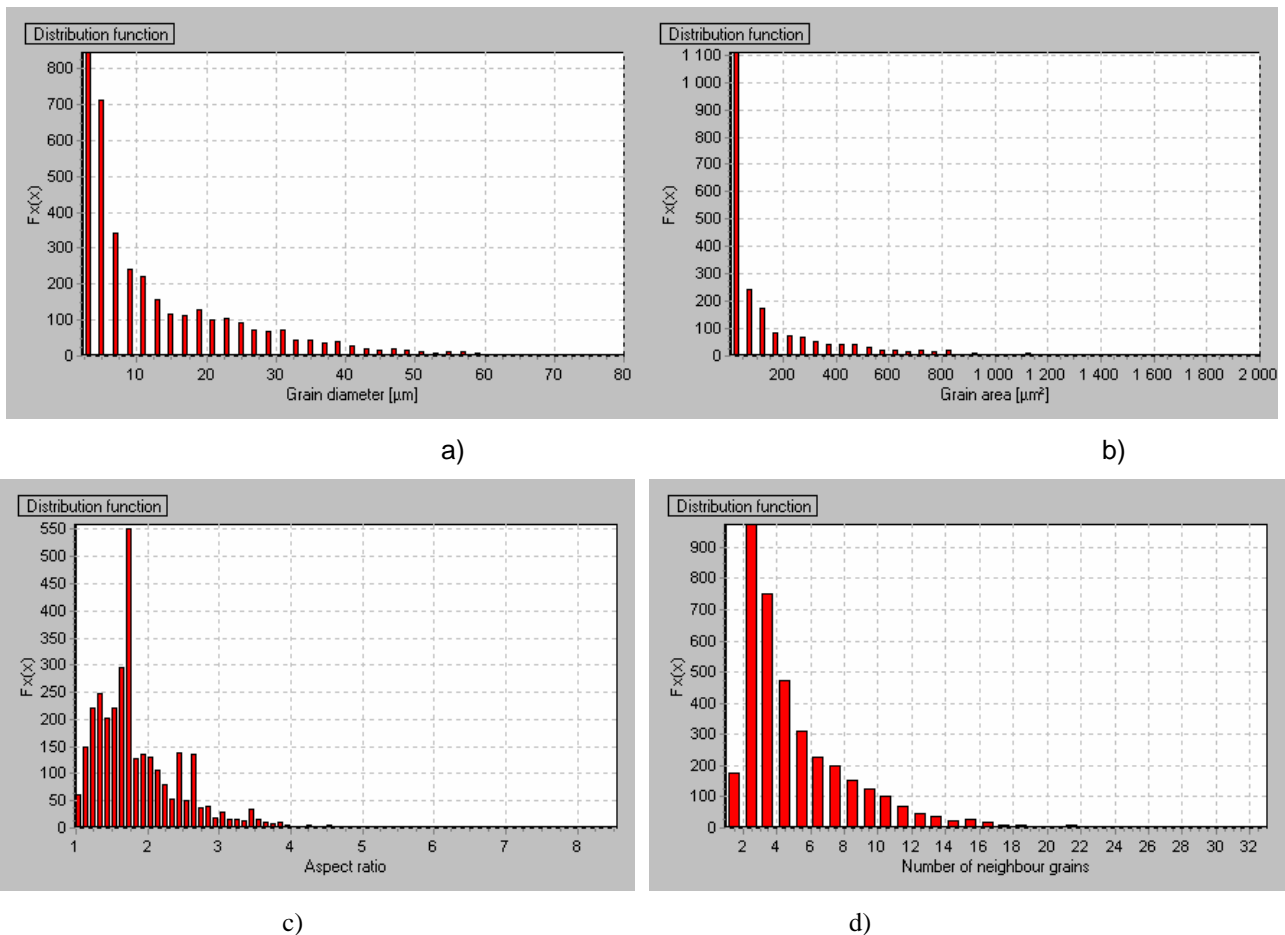 Distribution function
800
700
600
500
400
300
200
100
0
Fx(x)
10 20 30 40 50 60 70 80
Grain diameter [µm]
Distribution function
1 100
1 000
900
800
700
600
500
400
300
200
100
0
Fx(x)
200 400 600 800 1 000 1 200 1 400 1 600 1 800 2 000
Grain area [µm²]
a) b)
Distribution function
550
500
450
400
350
300
250
200
150
100
50
0
Fx(x)
1 2 3 4 5 6 7 8
Aspect ratio
Distribution function
900
800
700
600
500
400
300
200
100
0
Fx(x)
2 4 6 8 10 12 14 16 18 20 22 24 26 28 30 32
Number of neighbour grains
c) d)